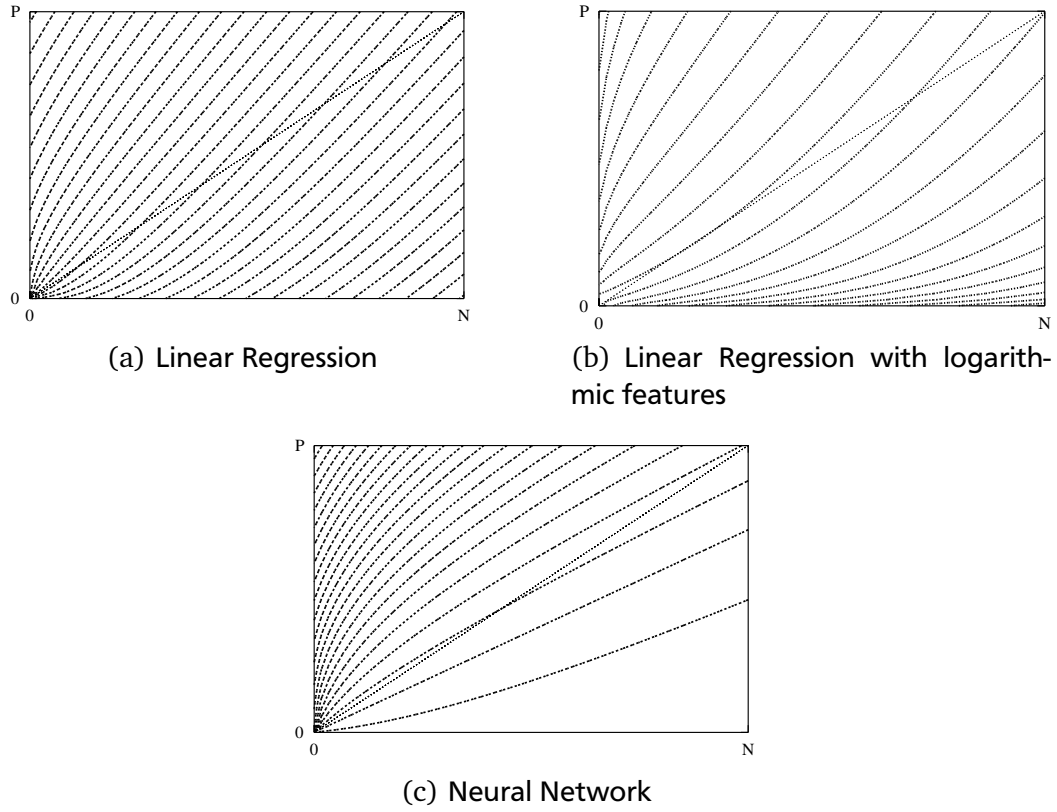 P
0
0
N
(a) Linear Regression
P
0
0
N
(b) Linear Regression with logarith-
mic features
P
0
0
N
(c) Neural Network